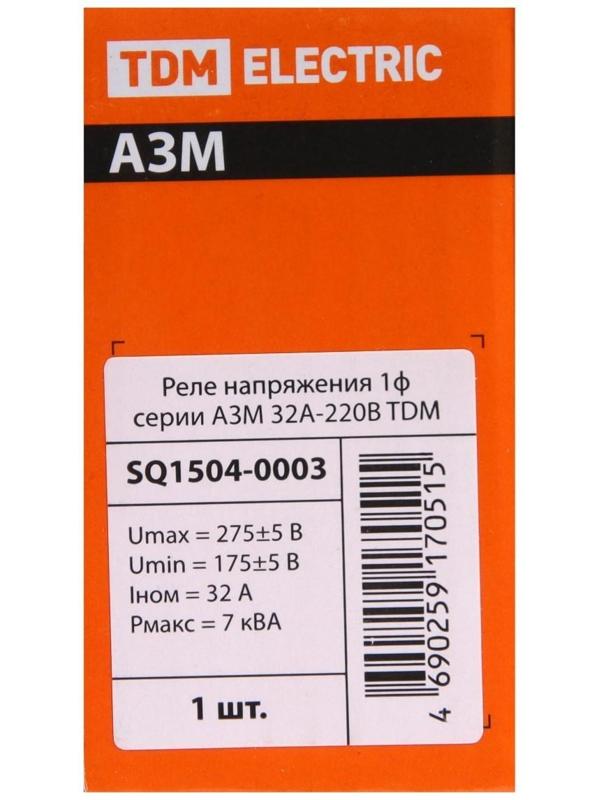 TDM ELECTRIC
АЗМ
Реле напряжения 1ф
серии АЗМ 32А-220В TDM
SQ1504-0003
Umax = 275±5 В
Umin = 175±5 В
Iном = 32 А
Pмакс = 7 кВА
1 шт.
4 690259 170515